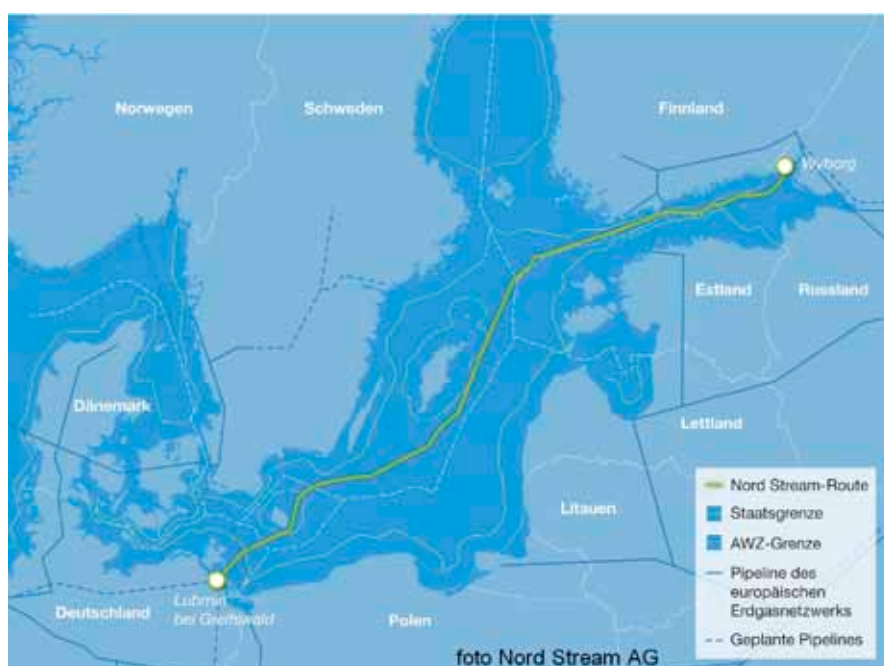 Norwegen
Schweden
Finnland
Wyborg
Estland
Russland
Dänemark
Lettland
Litauen
Lubmin
bei Greifswald
Deutschland
Polen
Nord Stream-Route
Staatsgrenze
AWZ-Grenze
Pipeline des
europäischen
Erdgasnetzwerks
Geplante Pipelines
foto Nord Stream AG